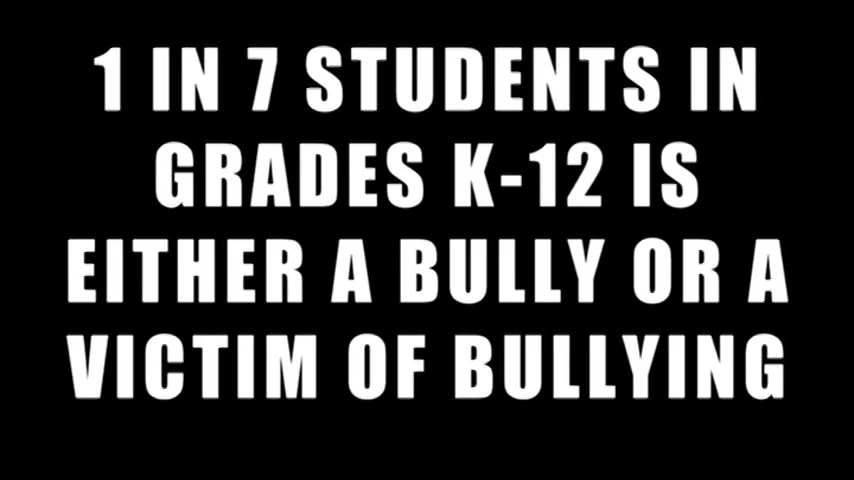 1 IN 7 STUDENTS IN
GRADES K-12 IS
EITHER A BULLY OR A
VICTIM OF BULLYING